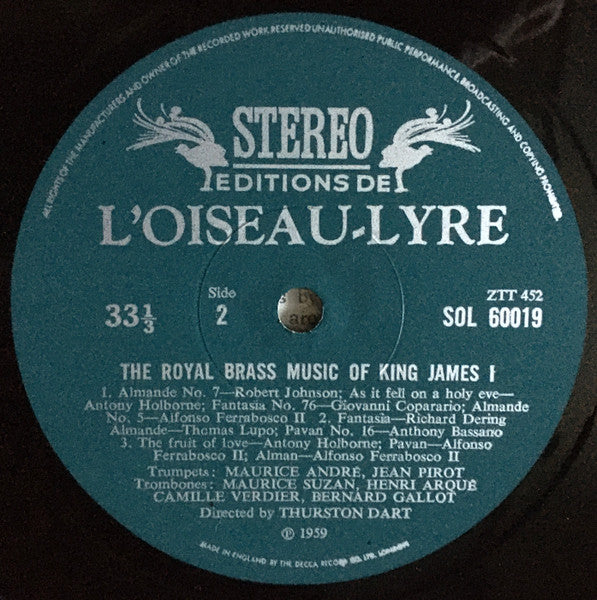 ALL RIGHTS OF THE MANUFACTURERS AND OWNER OF THE RECORDED WORK RESERVED UNAUTHORISED PUBLIC PERFORMANCE, BROADCASTING AND COPYING PROHIBITED
STEREO
EDITIONS DE
L'OISEAU-LYRE
33⅓
Side
2
ZTT 452
SOL 60019
THE ROYAL BRASS MUSIC OF KING JAMES I
1. Almande No. 7—Robert Johnson; As it fell on a holy eve—
Antony Holborne; Fantasia No. 76—Giovanni Coparario; Almande
No. 5—Alfonso Ferrabosco II 2. Fantasia—Richard Dering
Almande—Thomas Lupo; Pavan No. 16—Anthony Bassano
3. The fruit of love—Antony Holborne; Pavan—Alfonso
Ferrabosco II; Alman—Alfonso Ferrabosco II
Trumpets: MAURICE ANDRÉ, JEAN PIROT
Trombones: MAURICE SUZAN, HENRI ARQUÉ
CAMILLE VERDIER, BERNARD GALLOT
Directed by THURSTON DART
℗ 1959
MADE IN ENGLAND BY THE DECCA RECORD CO. LTD. LONDON